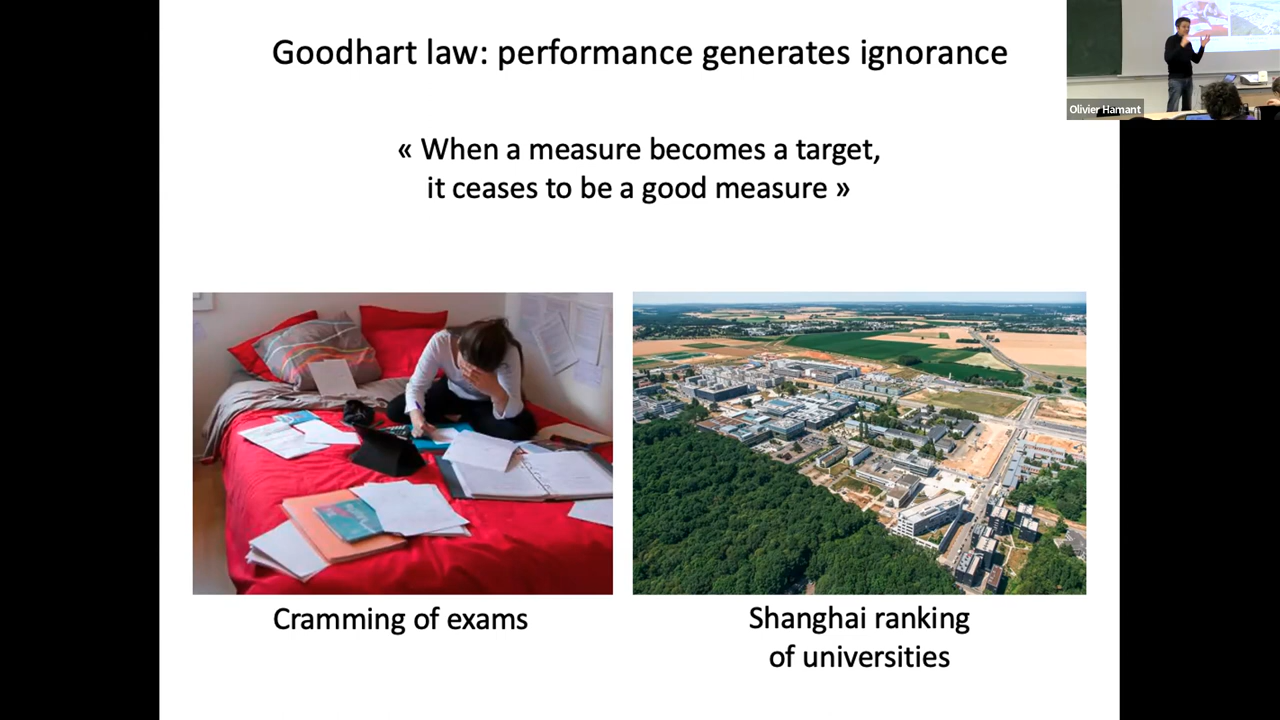 Goodhart law: performance generates ignorance
« When a measure becomes a target,
it ceases to be a good measure »
Cramming of exams
Shanghai ranking
of universities
Olivier Hamant